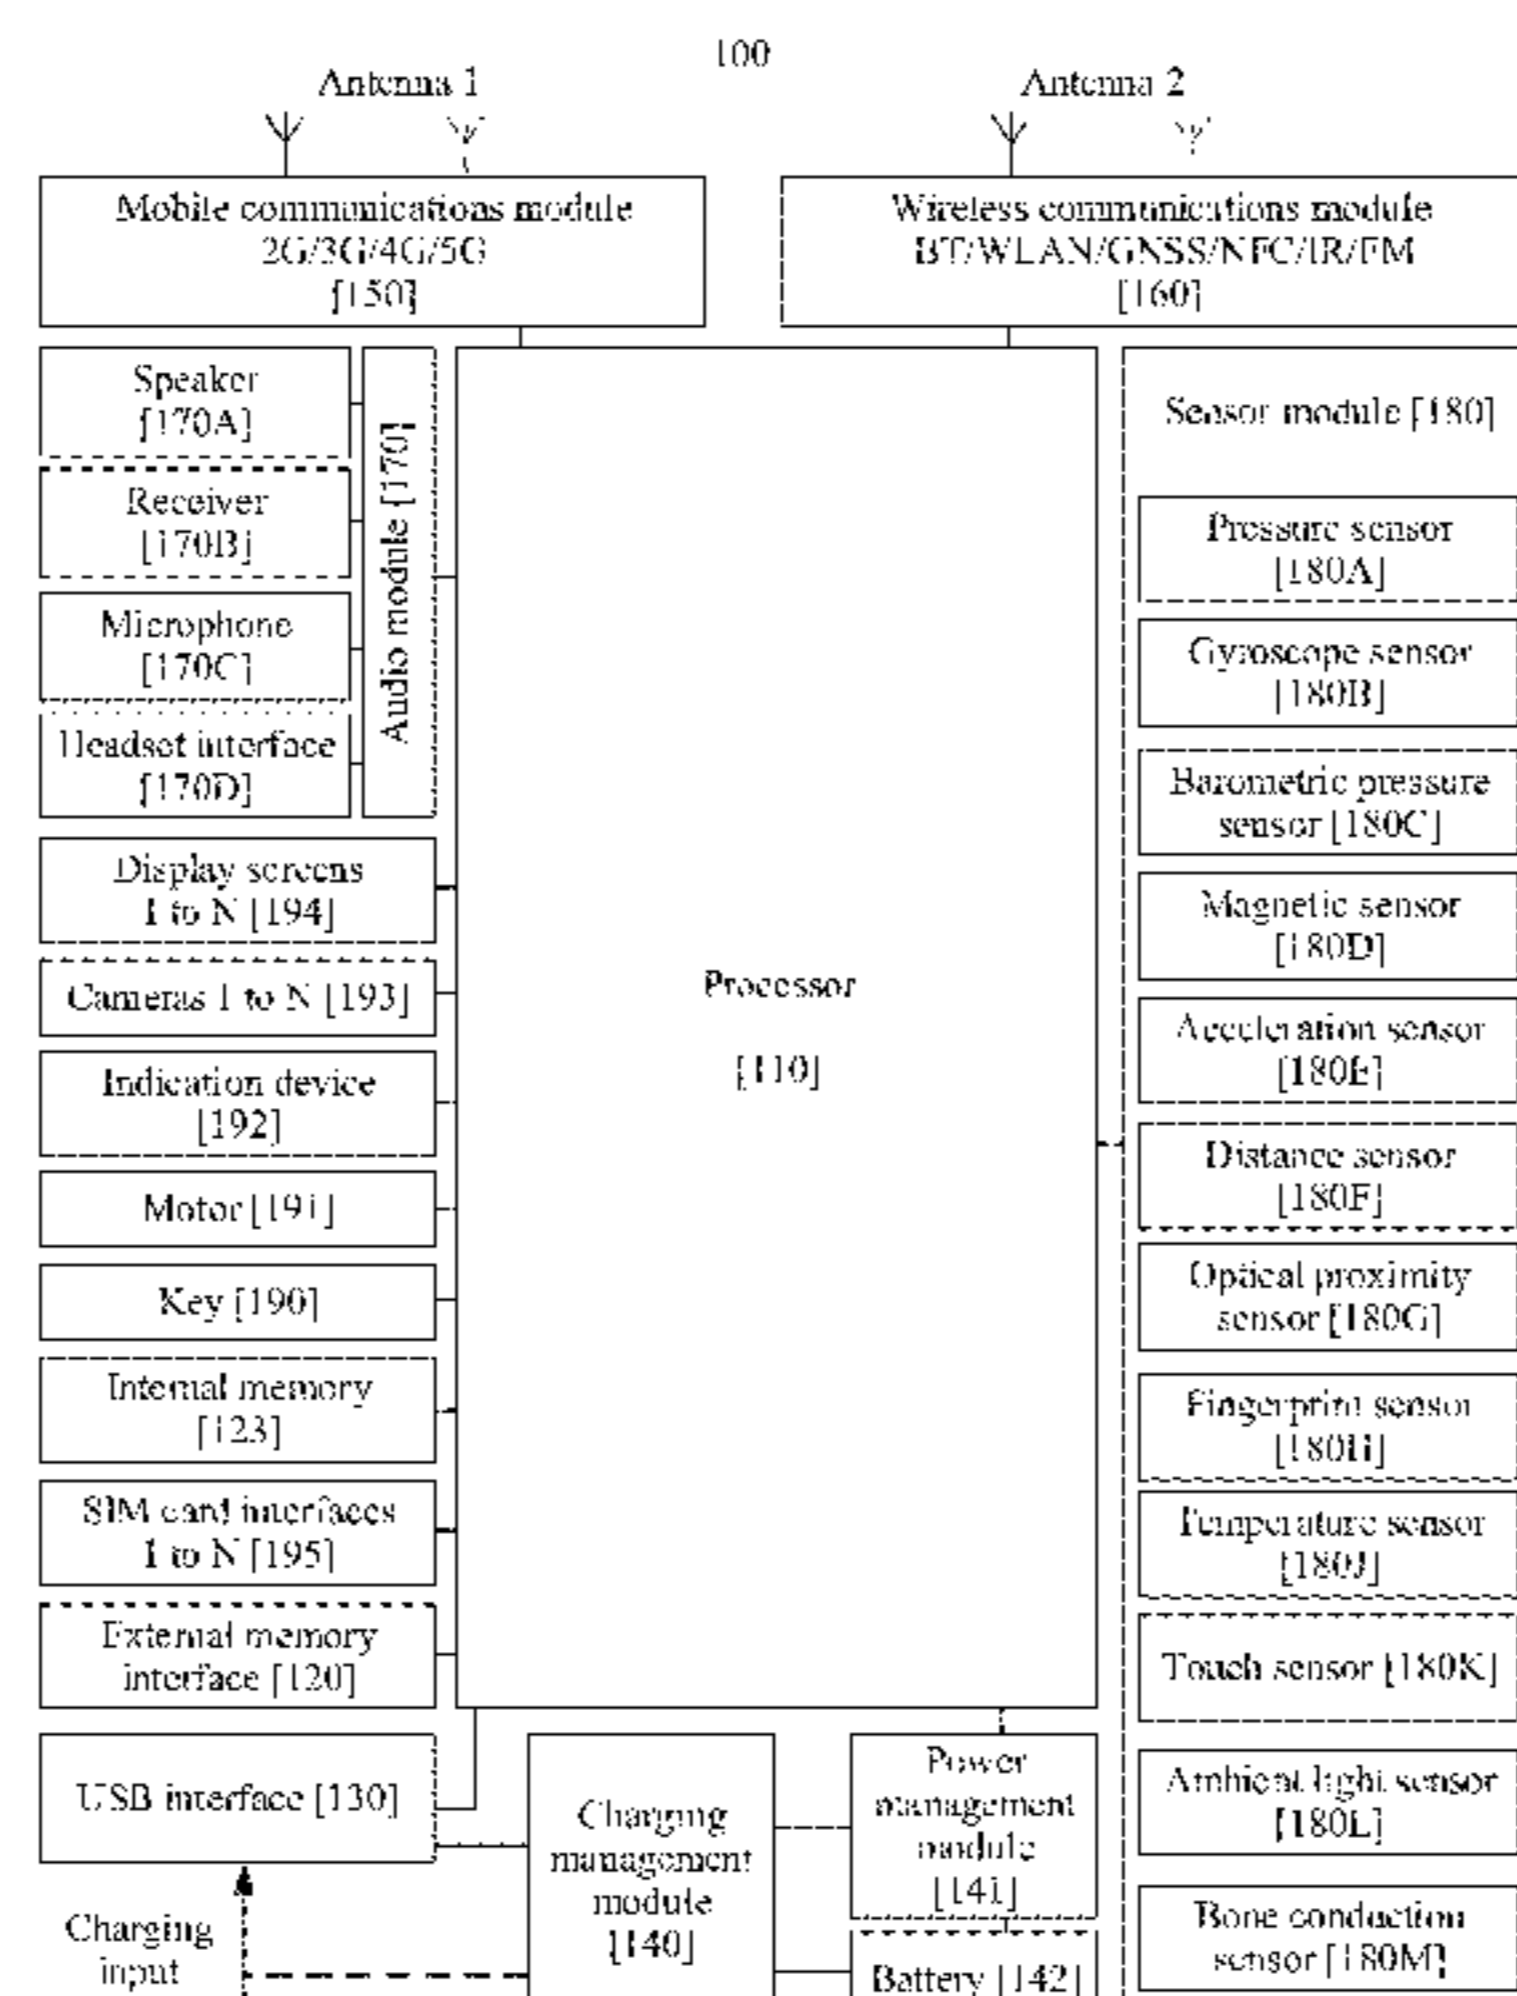 100
Antenna 1
Antenna 2
Mobile communications module
2G/3G/4G/5G
[150]
Wireless communications module
BT/WLAN/GNSS/NFC/IR/FM
[160]
Speaker
[170A]
Receiver
[170B]
Microphone
[170C]
Headset interface
[170D]
Audio module [170]
Display screens
1 to N [194]
Cameras 1 to N [193]
Indication device
[192]
Motor [191]
Key [190]
Internal memory
[123]
SIM card interfaces
1 to N [195]
External memory
interface [120]
USB interface [130]
Charging
input
Processor
[110]
Charging
management
module
[140]
Power
management
module
[141]
Battery [142]
Sensor module [180]
Pressure sensor
[180A]
Gyroscope sensor
[180B]
Barometric pressure
sensor [180C]
Magnetic sensor
[180D]
Acceleration sensor
[180E]
Distance sensor
[180F]
Optical proximity
sensor [180G]
Fingerprint sensor
[180H]
Temperature sensor
[180J]
Touch sensor [180K]
Ambient light sensor
[180L]
Bone conduction
sensor [180M]